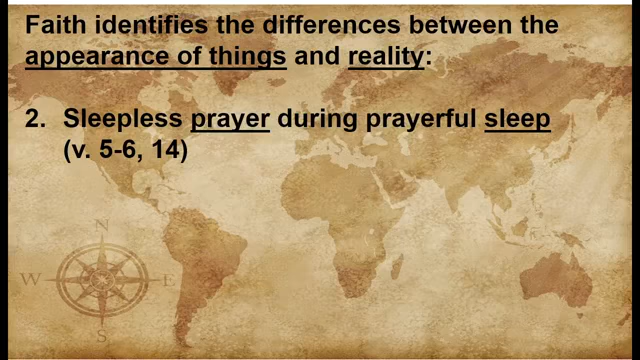 Faith identifies the differences between the
appearance of things and reality:
2. Sleepless prayer during prayerful sleep
(v. 5-6, 14)
N
W E
S